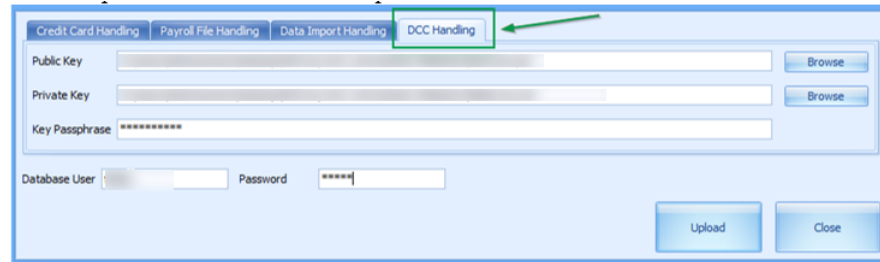 Credit Card Handling Payroll File Handling Data Import Handling DCC Handling
Public Key Browse
Private Key Browse
Key Passphrase **********
Database User Password *****
Upload Close